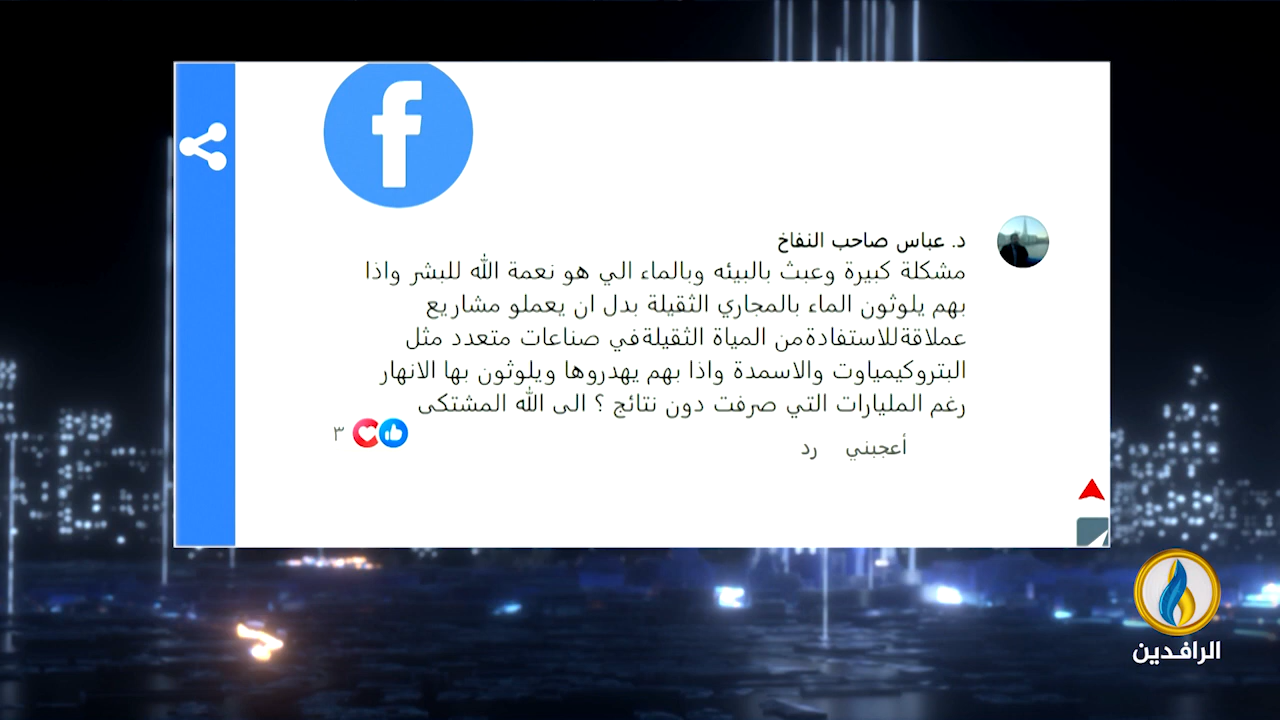 f
د. عباس صاحب النفاخ
مشكلة كبيرة وعبث بالبيئه وبالماء الي هو نعمة الله للبشر واذا
بهم يلوثون الماء بالمجاري الثقيلة بدل ان يعملو مشاريع
عملاقةللاستفادةمن المياة الثقيلةفي صناعات متعدد مثل
البتروكيمياوت والاسمدة واذا بهم يهدروها ويلوثون بها الانهار
رغم المليارات التي صرفت دون نتائج ؟ الى الله المشتكى
٣
أعجبني رد
الرافدين